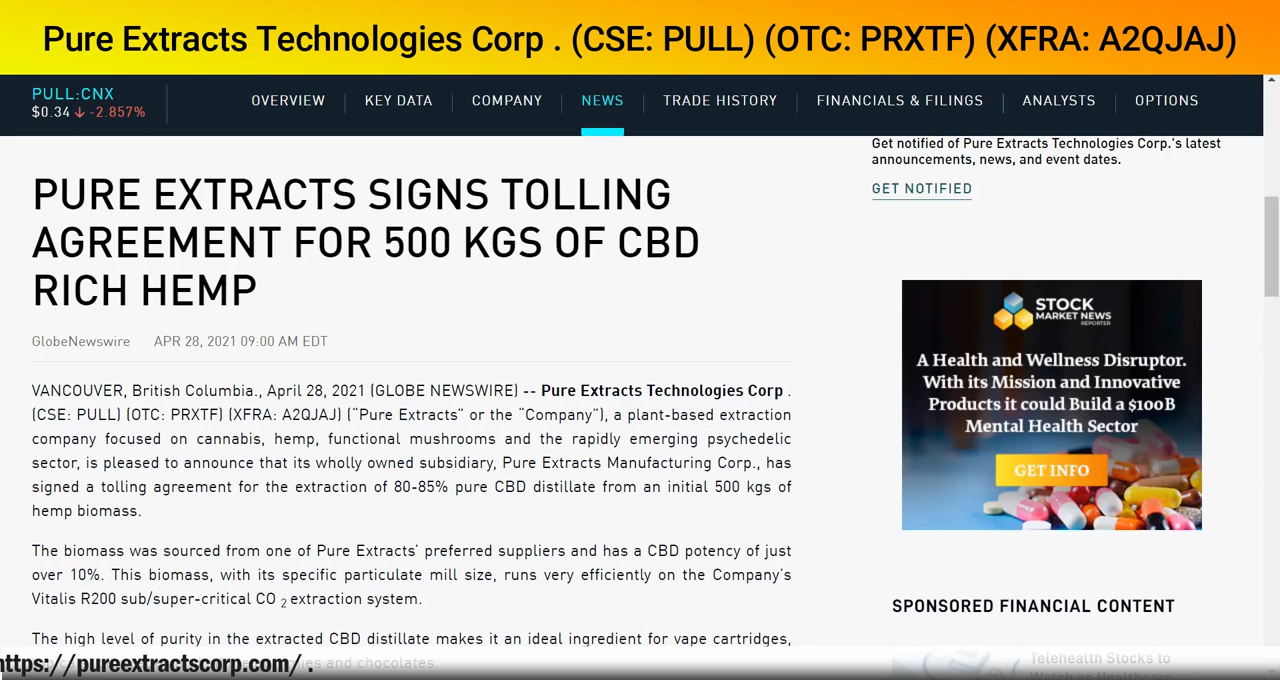 Pure Extracts Technologies Corp . (CSE: PULL) (OTC: PRXTF) (XFRA: A2QJAJ)
PULL:CNX
$0.34 -2.857%
OVERVIEW
KEY DATA
COMPANY
NEWS
TRADE HISTORY
FINANCIALS & FILINGS
ANALYSTS
OPTIONS
PURE EXTRACTS SIGNS TOLLING
AGREEMENT FOR 500 KGS OF CBD
RICH HEMP
GlobeNewswire APR 28, 2021 09:00 AM EDT
VANCOUVER, British Columbia., April 28, 2021 (GLOBE NEWSWIRE) -- Pure Extracts Technologies Corp .
(CSE: PULL) (OTC: PRXTF) (XFRA: A2QJAJ) (“Pure Extracts” or the “Company”), a plant-based extraction
company focused on cannabis, hemp, functional mushrooms and the rapidly emerging psychedelic
sector, is pleased to announce that its wholly owned subsidiary, Pure Extracts Manufacturing Corp., has
signed a tolling agreement for the extraction of 80-85% pure CBD distillate from an initial 500 kgs of
hemp biomass.
The biomass was sourced from one of Pure Extracts’ preferred suppliers and has a CBD potency of just
over 10%. This biomass, with its specific particulate mill size, runs very efficiently on the Company’s
Vitalis R200 sub/super-critical CO 2 extraction system.
The high level of purity in the extracted CBD distillate makes it an ideal ingredient for vape cartridges,
and chocolates.
https://pureextractscorp.com/ .
Get notified of Pure Extracts Technologies Corp.'s latest
announcements, news, and event dates.
GET NOTIFIED
STOCK
MARKET NEWS
REPORTER
A Health and Wellness Disruptor.
With its Mission and Innovative
Products it could Build a $100B
Mental Health Sector
GET INFO
SPONSORED FINANCIAL CONTENT
Telehealth Stocks to
Watch as Healthcare